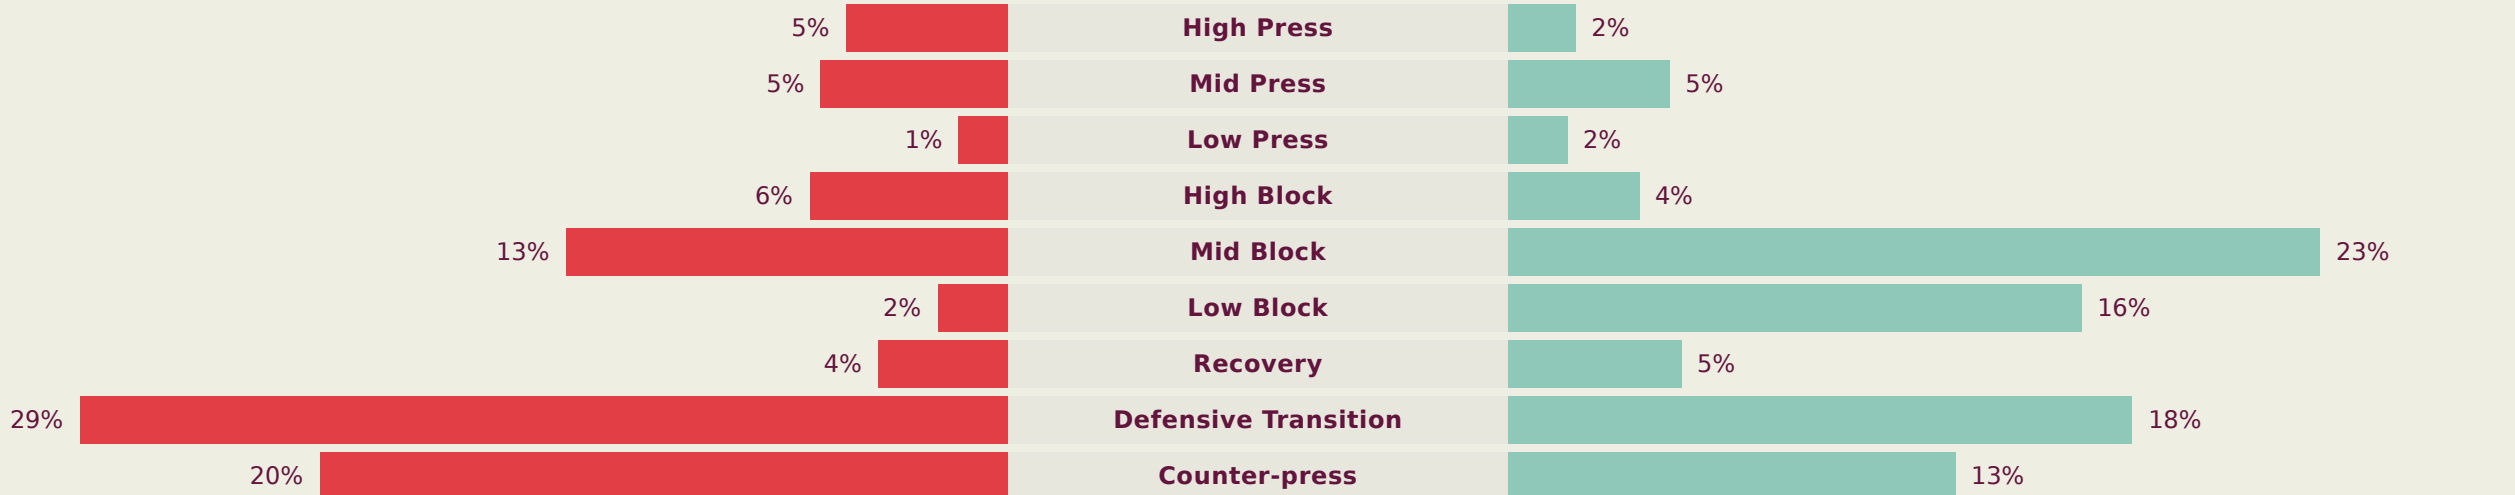 5% High Press 2%
5% Mid Press 5%
1% Low Press 2%
6% High Block 4%
13% Mid Block 23%
2% Low Block 16%
4% Recovery 5%
29% Defensive Transition 18%
20% Counter-press 13%